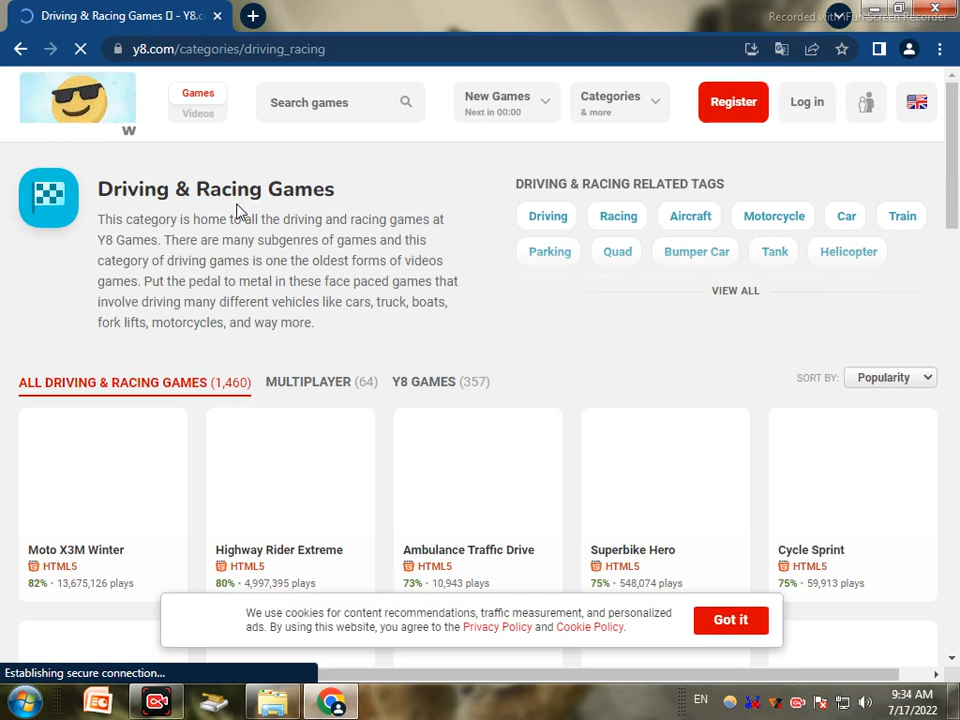 Driving & Racing Games
- Y8.c
Recorded with iFun Screen Recorder
y8.com/categories/driving_racing
Games
Videos
Search games
New Games
Next in 00:00
Categories
& more
Register
Log in
W
Driving & Racing Games
This category is home to all the driving and racing games at
Y8 Games. There are many subgenres of games and this
category of driving games is one the oldest forms of videos
games. Put the pedal to metal in these face paced games that
involve driving many different vehicles like cars, truck, boats,
fork lifts, motorcycles, and way more.
DRIVING & RACING RELATED TAGS
Driving Racing Aircraft Motorcycle Car Train
Parking Quad Bumper Car Tank Helicopter
VIEW ALL
ALL DRIVING & RACING GAMES (1,460) MULTIPLAYER (64) Y8 GAMES (357)
SORT BY: Popularity
Moto X3M Winter
HTML5
82% • 13,675,126 plays
Highway Rider Extreme
HTML5
80% • 4,997,395 plays
Ambulance Traffic Drive
HTML5
73% • 10,943 plays
Superbike Hero
HTML5
75% • 548,074 plays
Cycle Sprint
HTML5
75% • 59,913 plays
We use cookies for content recommendations, traffic measurement, and personalized
ads. By using this website, you agree to the Privacy Policy and Cookie Policy.
Got it
Establishing secure connection...
EN
9:34 AM
7/17/2022